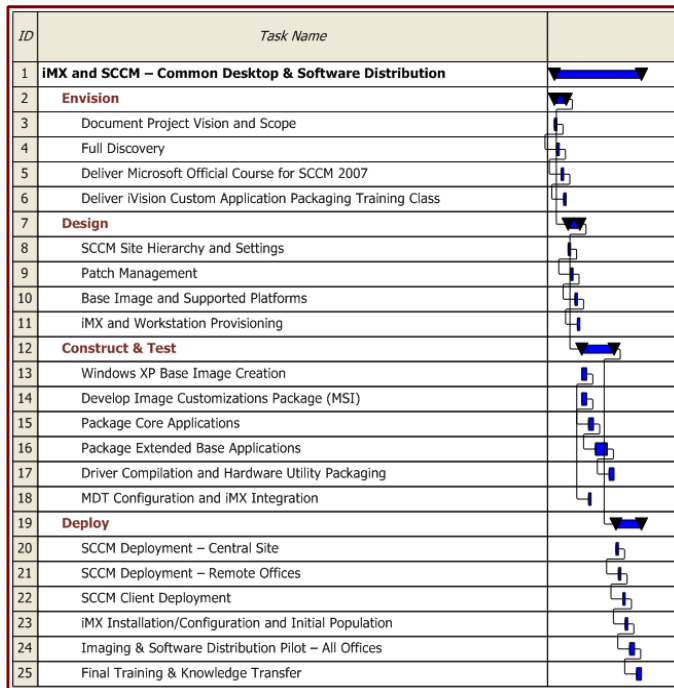 ID Task Name
1 iMX and SCCM – Common Desktop & Software Distribution
2 Envision
3 Document Project Vision and Scope
4 Full Discovery
5 Deliver Microsoft Official Course for SCCM 2007
6 Deliver iVision Custom Application Packaging Training Class
7 Design
8 SCCM Site Hierarchy and Settings
9 Patch Management
10 Base Image and Supported Platforms
11 iMX and Workstation Provisioning
12 Construct & Test
13 Windows XP Base Image Creation
14 Develop Image Customizations Package (MSI)
15 Package Core Applications
16 Package Extended Base Applications
17 Driver Compilation and Hardware Utility Packaging
18 MDT Configuration and iMX Integration
19 Deploy
20 SCCM Deployment – Central Site
21 SCCM Deployment – Remote Offices
22 SCCM Client Deployment
23 iMX Installation/Configuration and Initial Population
24 Imaging & Software Distribution Pilot – All Offices
25 Final Training & Knowledge Transfer